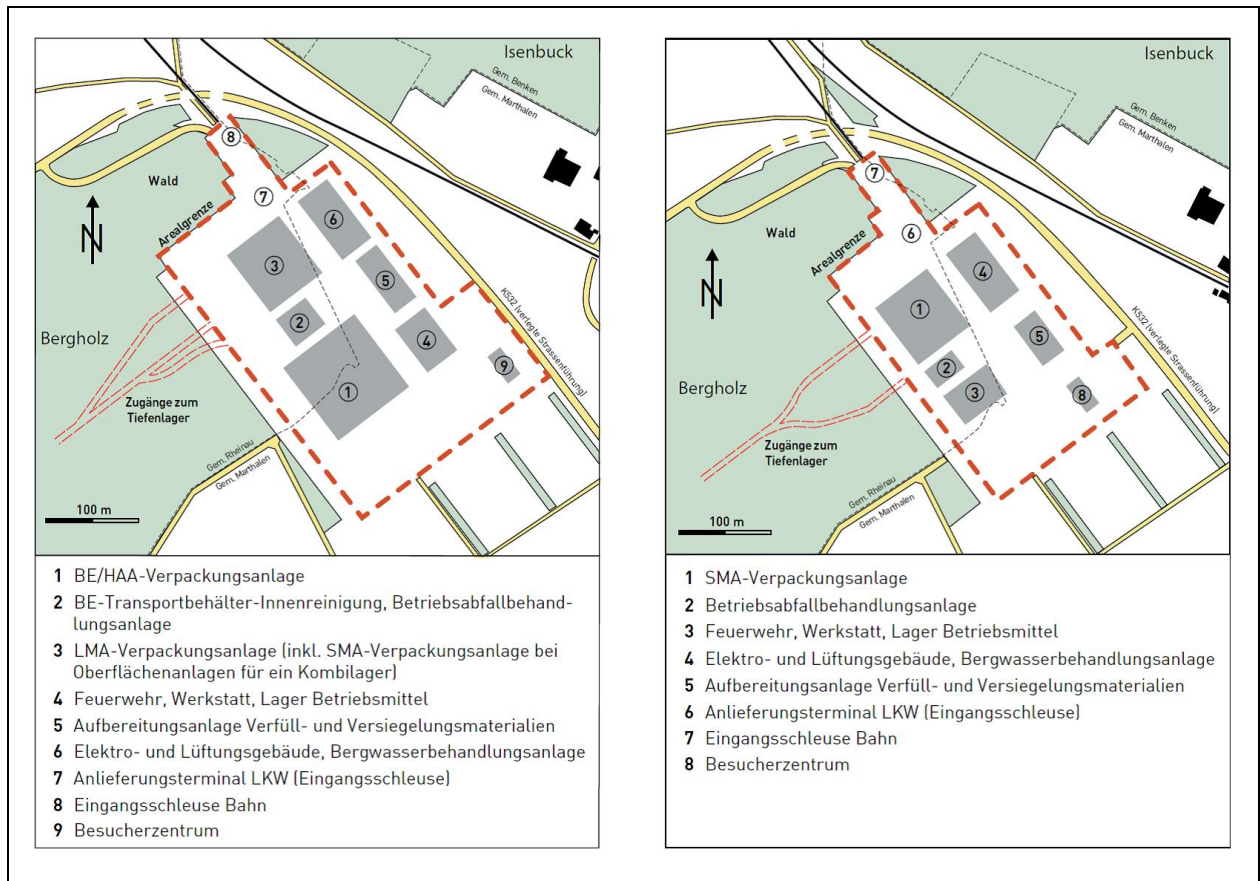 Isenbuck
Gem. Benken
Gem. Marthalen
8
Wald
7
6
N
Arealgrenze
3
5
K532 (verlegte Strassenführung)
2
4
Bergholz
9
1
Zugänge zum
Tiefenlager
Gem. Rheinau
Gem. Marthalen
100 m
1 BE/HAA-Verpackungsanlage
2 BE-Transportbehälter-Innenreinigung, Betriebsabfallbehand-
lungsanlage
3 LMA-Verpackungsanlage (inkl. SMA-Verpackungsanlage bei
Oberflächenanlagen für ein Kombilager)
4 Feuerwehr, Werkstatt, Lager Betriebsmittel
5 Aufbereitungsanlage Verfüll- und Versiegelungsmaterialien
6 Elektro- und Lüftungsgebäude, Bergwasserbehandlungsanlage
7 Anlieferungsterminal LKW (Eingangsschleuse)
8 Eingangsschleuse Bahn
9 Besucherzentrum
Isenbuck
Gem. Benken
Gem. Marthalen
7
Wald
6
N
Arealgrenze
4
1
5
K532 (verlegte Strassenführung)
2
Bergholz
3
8
Zugänge zum
Tiefenlager
Gem. Rheinau
Gem. Marthalen
100 m
1 SMA-Verpackungsanlage
2 Betriebsabfallbehandlungsanlage
3 Feuerwehr, Werkstatt, Lager Betriebsmittel
4 Elektro- und Lüftungsgebäude, Bergwasserbehandlungsanlage
5 Aufbereitungsanlage Verfüll- und Versiegelungsmaterialien
6 Anlieferungsterminal LKW (Eingangsschleuse)
7 Eingangsschleuse Bahn
8 Besucherzentrum